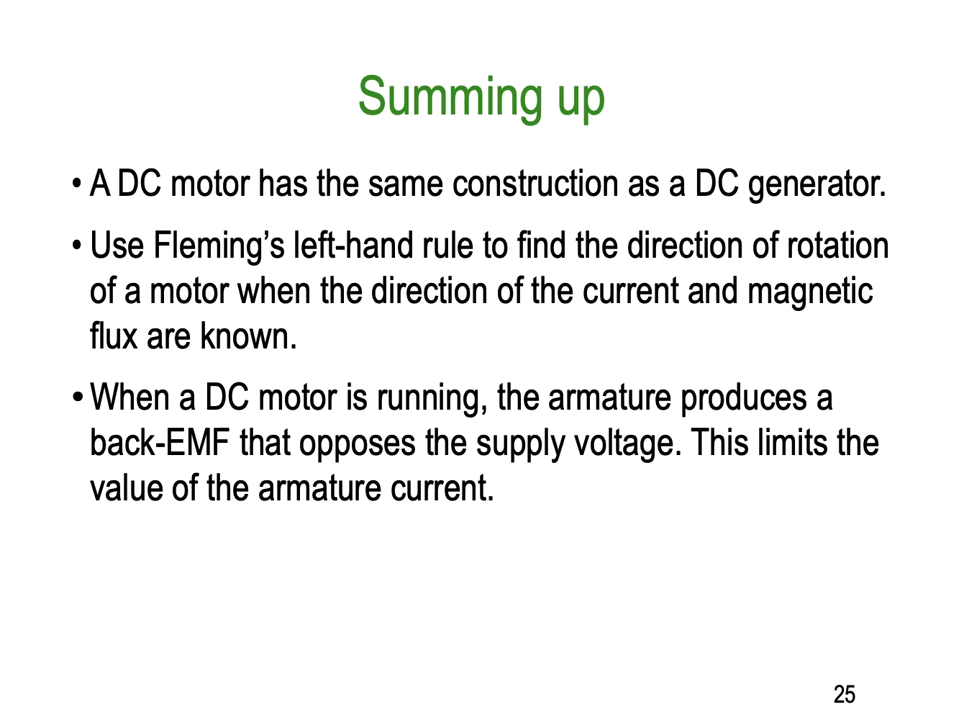 Summing up
• A DC motor has the same construction as a DC generator.
• Use Fleming’s left-hand rule to find the direction of rotation
of a motor when the direction of the current and magnetic
flux are known.
• When a DC motor is running, the armature produces a
back-EMF that opposes the supply voltage. This limits the
value of the armature current.
25